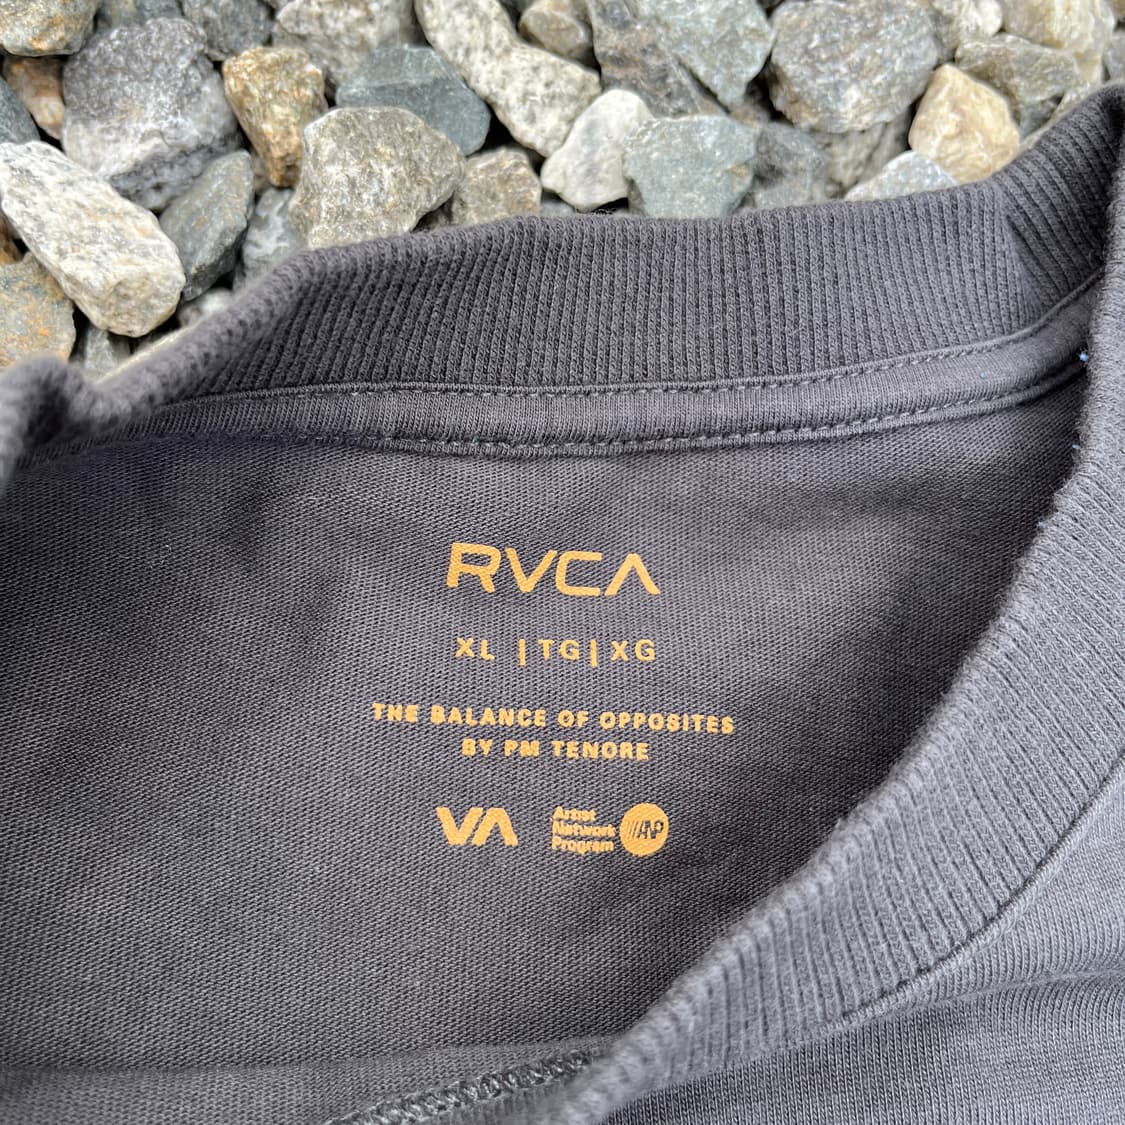 RVCA
XL | TG | XG
THE BALANCE OF OPPOSITES
BY PM TENORE
VA
Artist
Network
Program
ANP